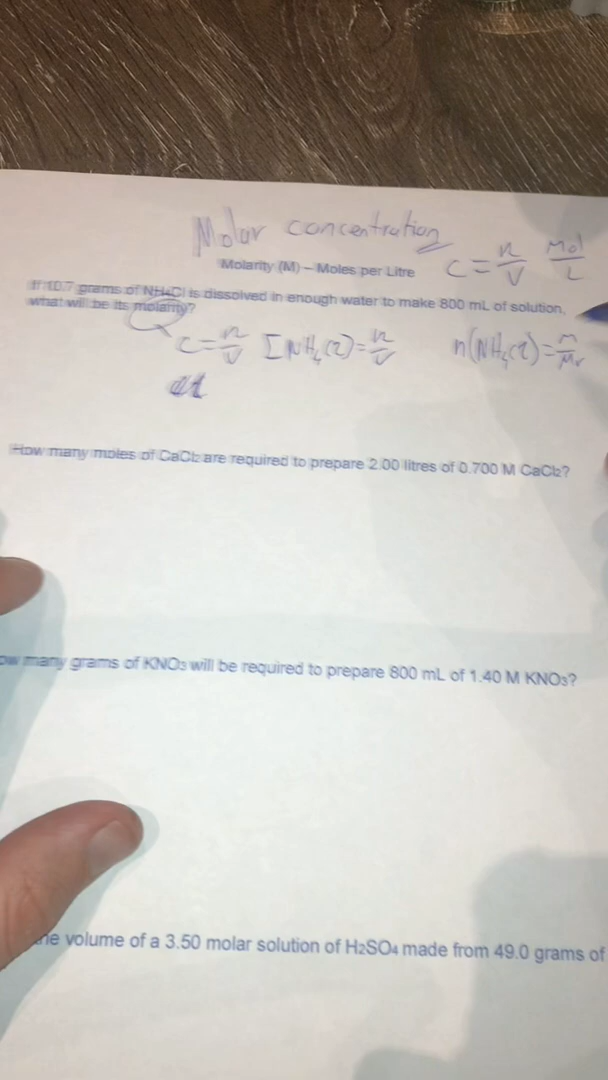 Molar concentration
Molarity (M) – Moles per Litre
C = n/V mol/L
If 10.7 grams of NH4Cl is dissolved in enough water to make 800 mL of solution,
what will be its molarity?
C = n/V [NH4Cl] = n/V n(NH4Cl) = m/Mr
How many moles of CaCl2 are required to prepare 2.00 litres of 0.700 M CaCl2?
ow many grams of KNO3 will be required to prepare 800 mL of 1.40 M KNO3?
he volume of a 3.50 molar solution of H2SO4 made from 49.0 grams of